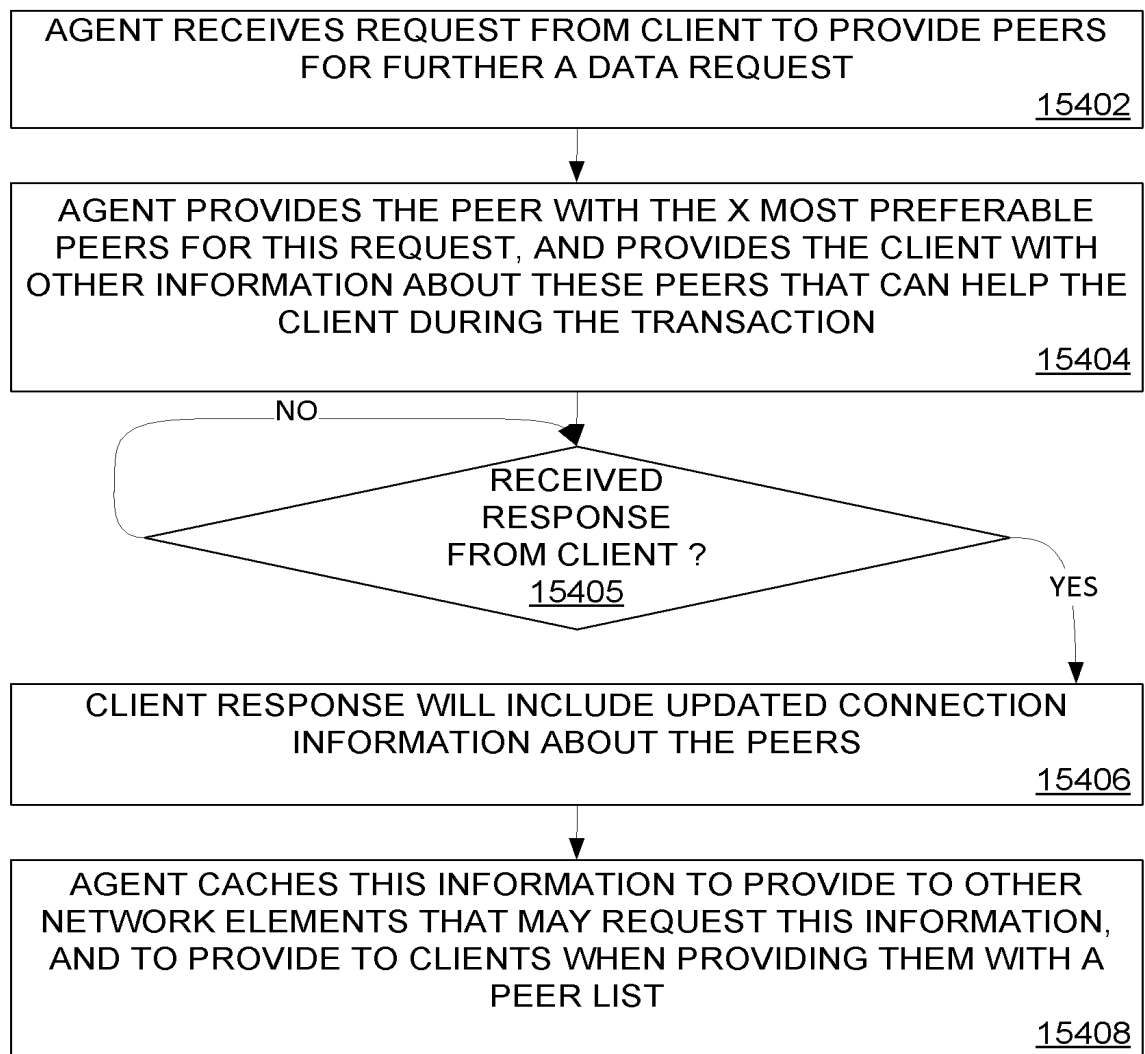 AGENT RECEIVES REQUEST FROM CLIENT TO PROVIDE PEERS
FOR FURTHER A DATA REQUEST
15402
AGENT PROVIDES THE PEER WITH THE X MOST PREFERABLE
PEERS FOR THIS REQUEST, AND PROVIDES THE CLIENT WITH
OTHER INFORMATION ABOUT THESE PEERS THAT CAN HELP THE
CLIENT DURING THE TRANSACTION
15404
NO
RECEIVED
RESPONSE
FROM CLIENT ?
15405
YES
CLIENT RESPONSE WILL INCLUDE UPDATED CONNECTION
INFORMATION ABOUT THE PEERS
15406
AGENT CACHES THIS INFORMATION TO PROVIDE TO OTHER
NETWORK ELEMENTS THAT MAY REQUEST THIS INFORMATION,
AND TO PROVIDE TO CLIENTS WHEN PROVIDING THEM WITH A
PEER LIST
15408